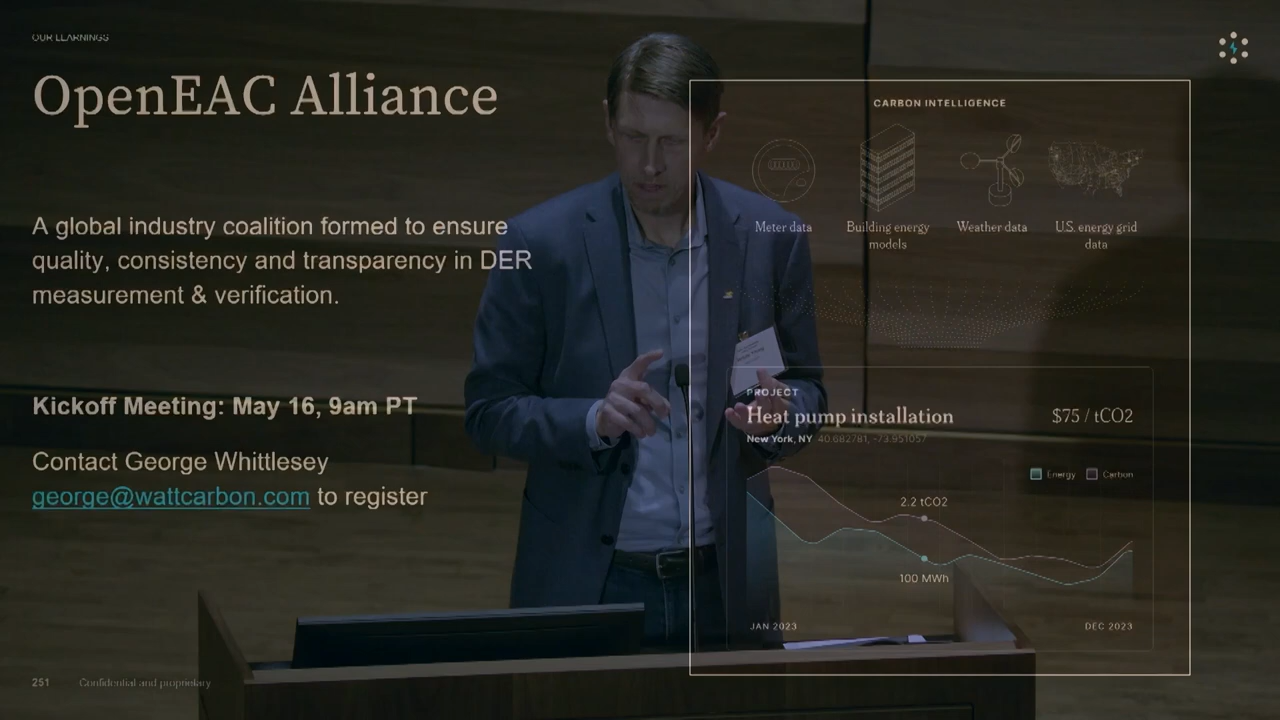 OUR LEARNINGS
OpenEAC Alliance
A global industry coalition formed to ensure
quality, consistency and transparency in DER
measurement & verification.
Kickoff Meeting: May 16, 9am PT
Contact George Whittlesey
george@wattcarbon.com to register
251 Confidential and proprietary
CARBON INTELLIGENCE
Meter data
Building energy
models
Weather data
U.S. energy grid
data
PROJECT
Heat pump installation $75 / tCO2
New York, NY 40.682781, -73.951057
Energy Carbon
2.2 tCO2
100 MWh
JAN 2023 DEC 2023